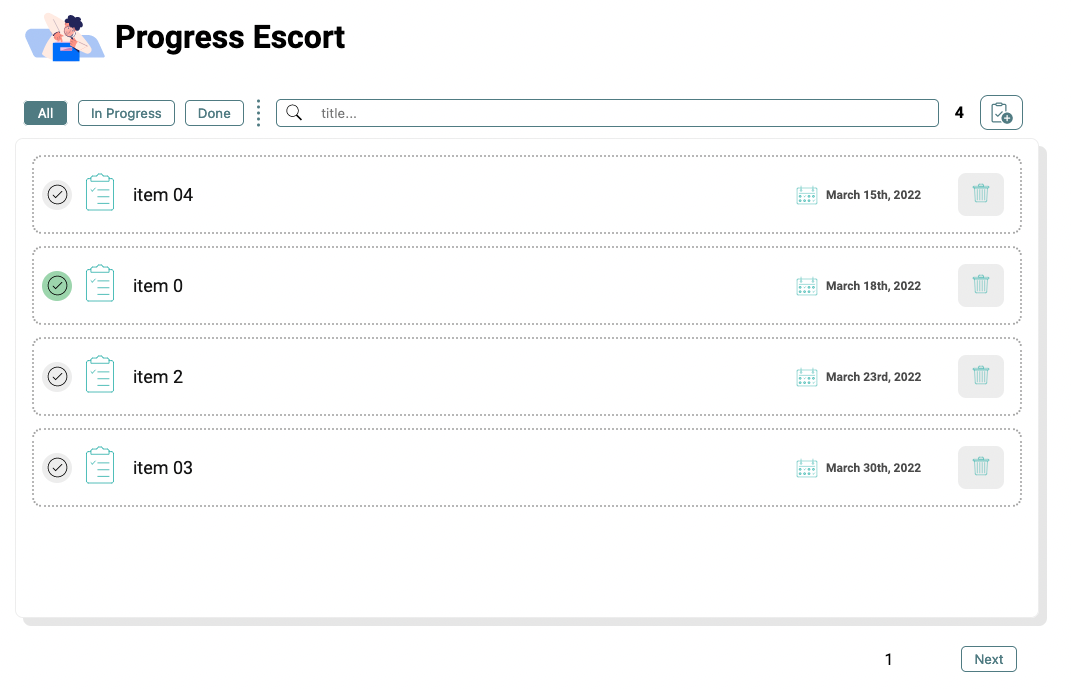 Progress Escort
All In Progress Done title... 4
item 04 March 15th, 2022
item 0 March 18th, 2022
item 2 March 23rd, 2022
item 03 March 30th, 2022
1 Next